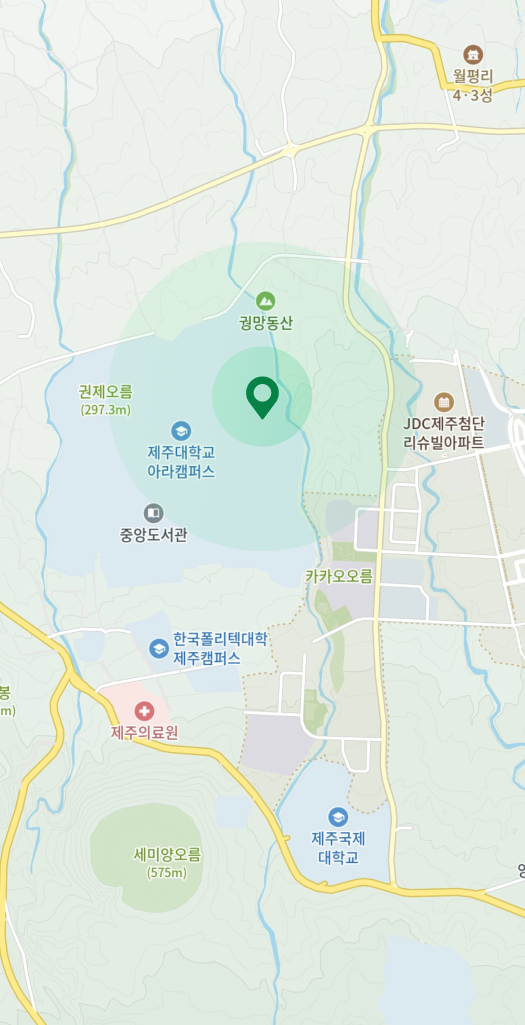 월평리
4·3성
궝망동산
권제오름
(297.3m)
JDC제주첨단
리슈빌아파트
제주대학교
아라캠퍼스
중앙도서관
카카오오름
한국폴리텍대학
제주캠퍼스
봉
m)
제주의료원
제주국제
대학교
세미양오름
(575m)